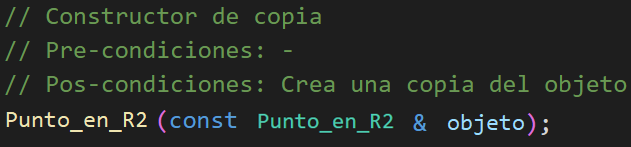 // Constructor de copia
// Pre-condiciones: -
// Pos-condiciones: Crea una copia del objeto
Punto_en_R2 (const Punto_en_R2 & objeto);